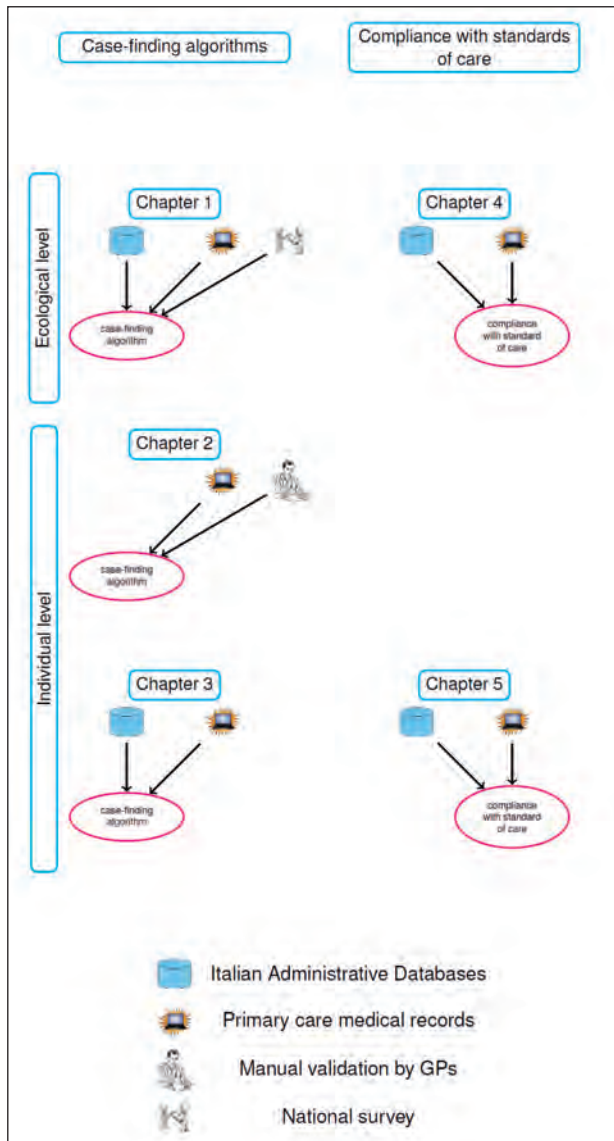 Case-finding algorithms
Compliance with standards
of care
Ecological level
Chapter 1
case-finding
algorithm
Chapter 4
compliance
with standard
of care
Individual level
Chapter 2
case-finding
algorithm
Chapter 3
case-finding
algorithm
Chapter 5
compliance
with standard
of care
Italian Administrative Databases
Primary care medical records
Manual validation by GPs
National survey